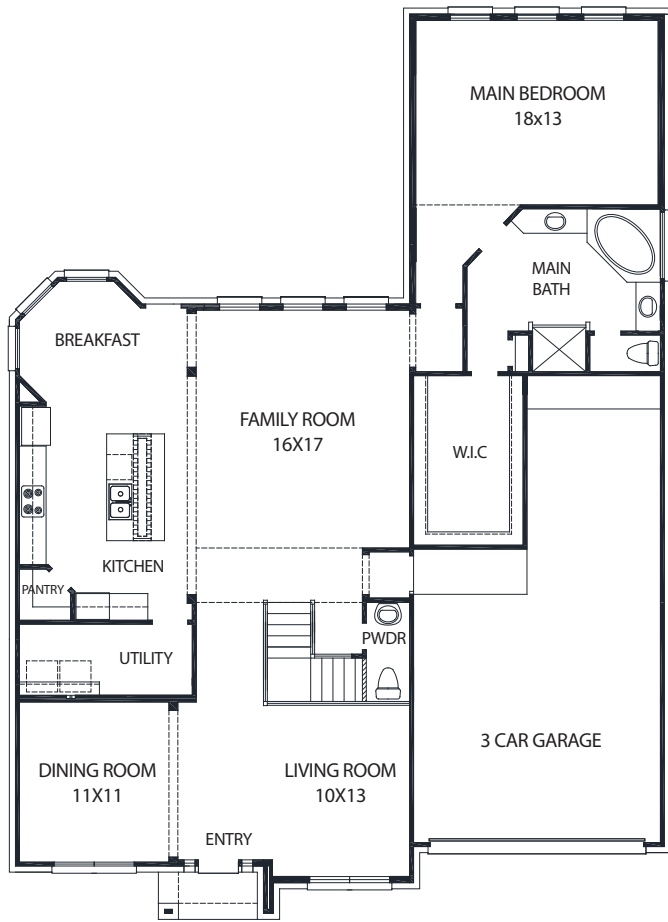 MAIN BEDROOM
18x13
MAIN
BATH
BREAKFAST
FAMILY ROOM
16X17
W.I.C
KITCHEN
PANTRY
PWDR
UTILITY
3 CAR GARAGE
DINING ROOM
11X11
LIVING ROOM
10X13
ENTRY